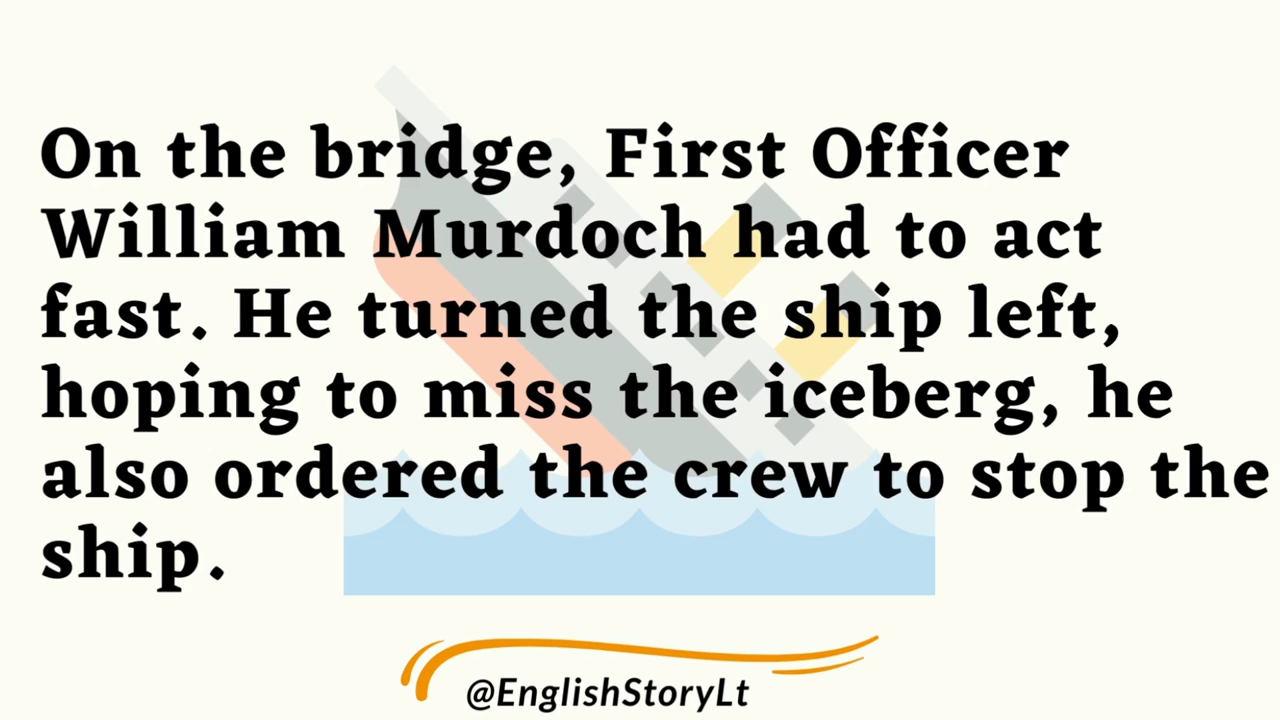 On the bridge, First Officer
William Murdoch had to act
fast. He turned the ship left,
hoping to miss the iceberg, he
also ordered the crew to stop the
ship.
@EnglishStoryLt